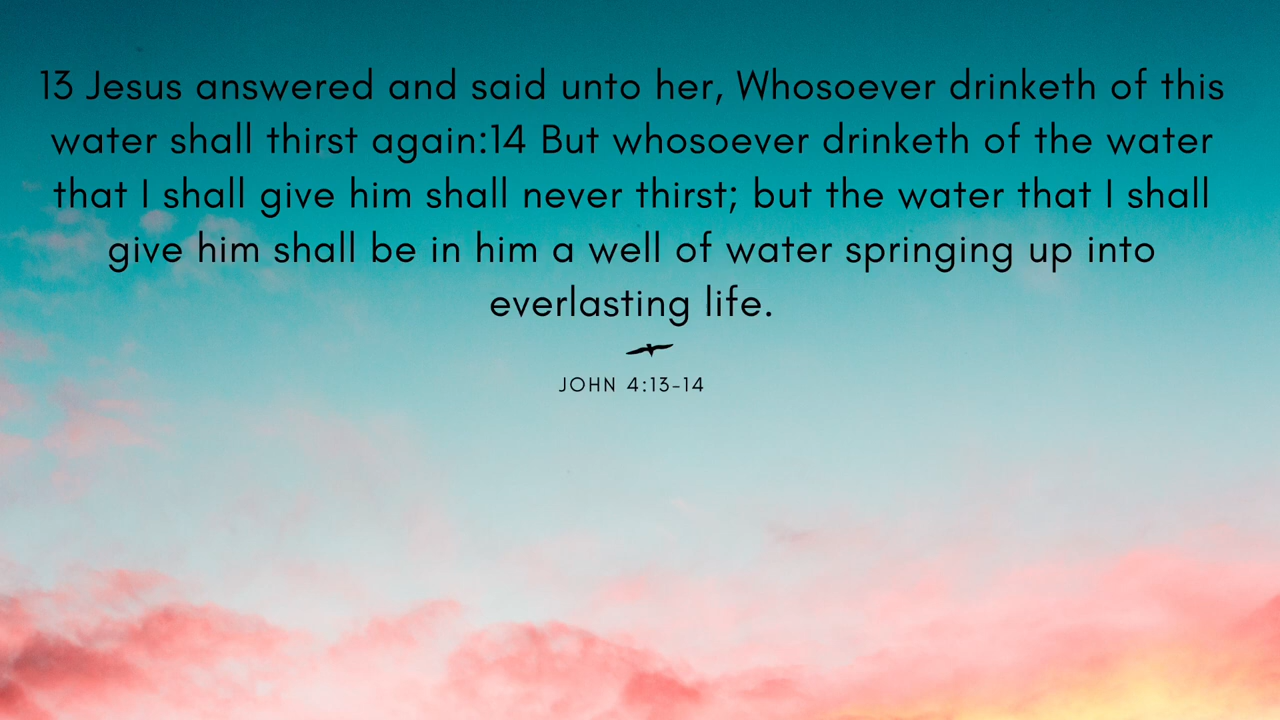 13 Jesus answered and said unto her, Whosoever drinketh of this
water shall thirst again:14 But whosoever drinketh of the water
that I shall give him shall never thirst; but the water that I shall
give him shall be in him a well of water springing up into
everlasting life.
JOHN 4:13-14